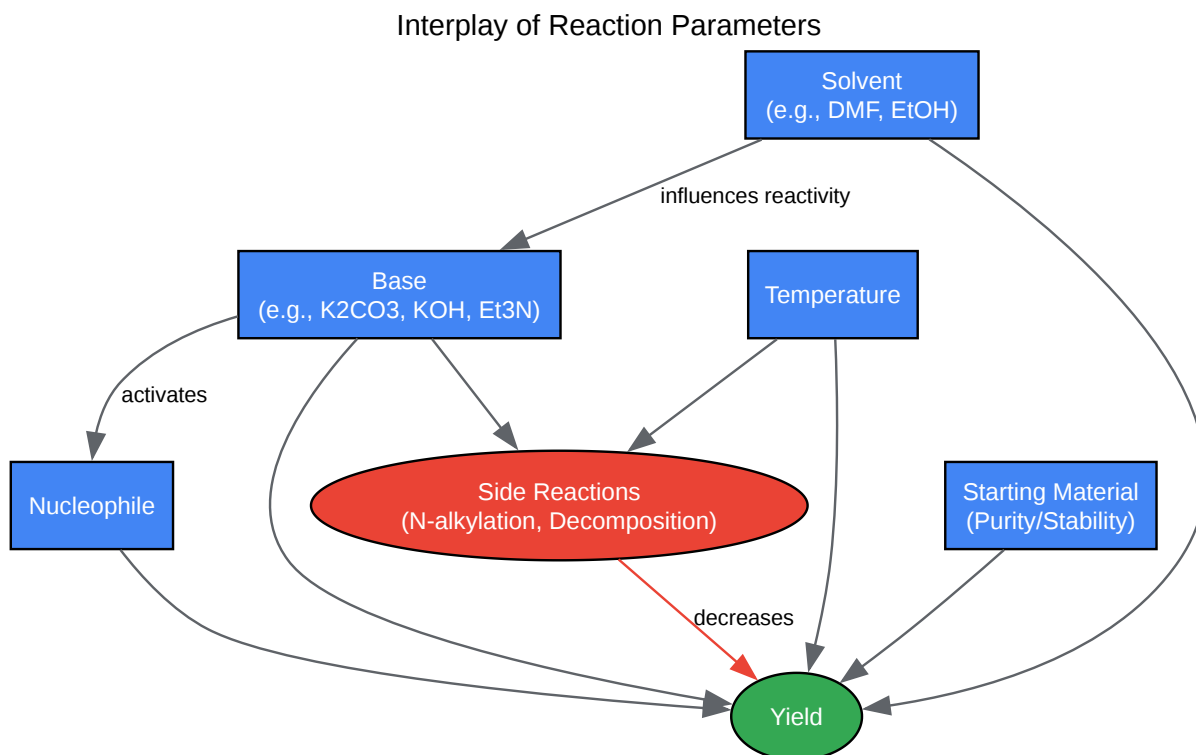 Interplay of Reaction Parameters
Solvent
(e.g., DMF, EtOH)
influences reactivity
Base
(e.g., K2CO3, KOH, Et3N)
Temperature
activates
Nucleophile
Side Reactions
(N-alkylation, Decomposition)
Starting Material
(Purity/Stability)
decreases
Yield